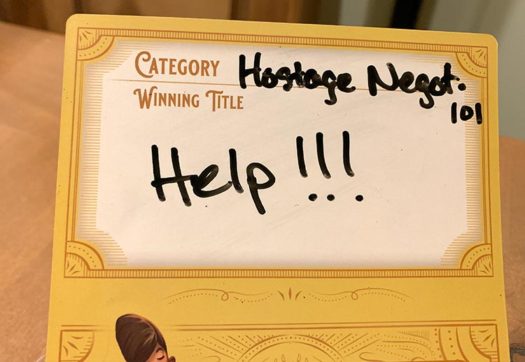 CATEGORY Hostage Negot.
WINNING TITLE 101
Help!!!